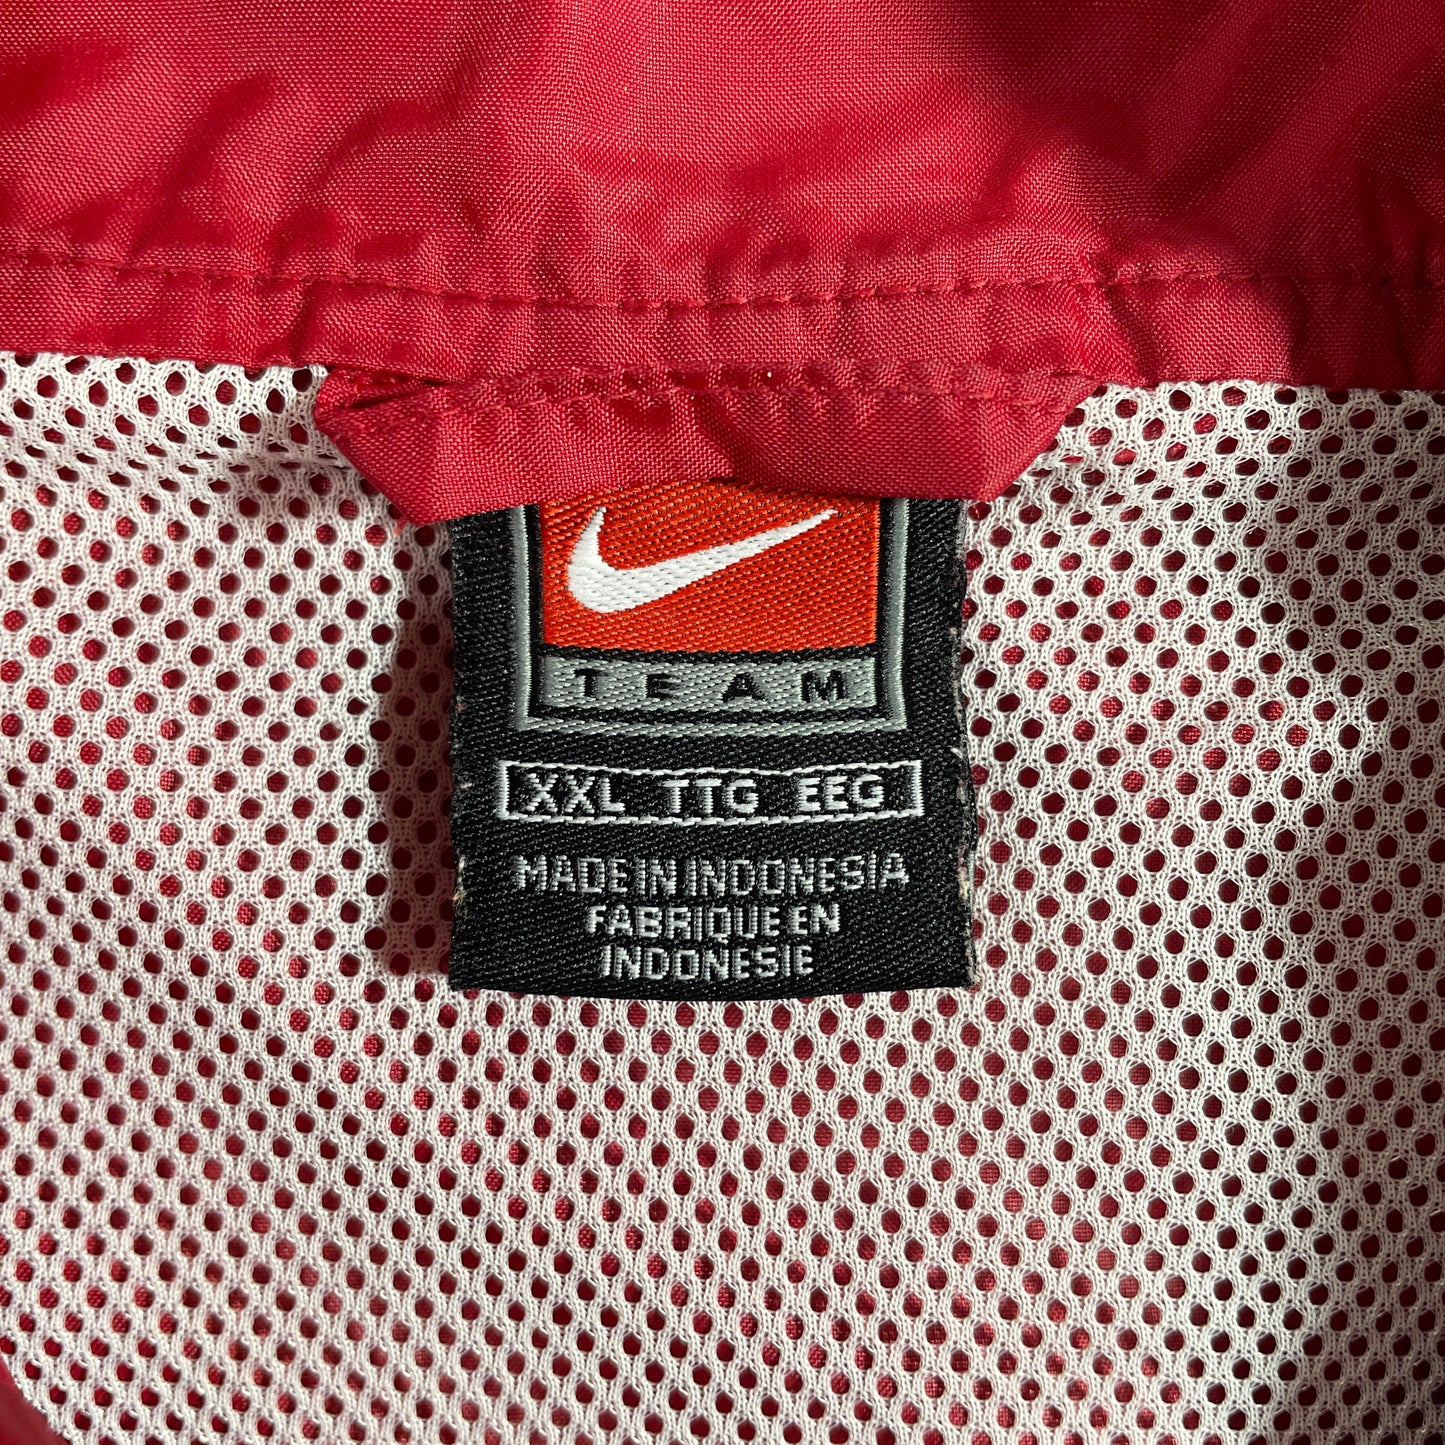 TEAM
XXL TTG EEG
MADE IN INDONESIA
FABRIQUE EN
INDONESIE